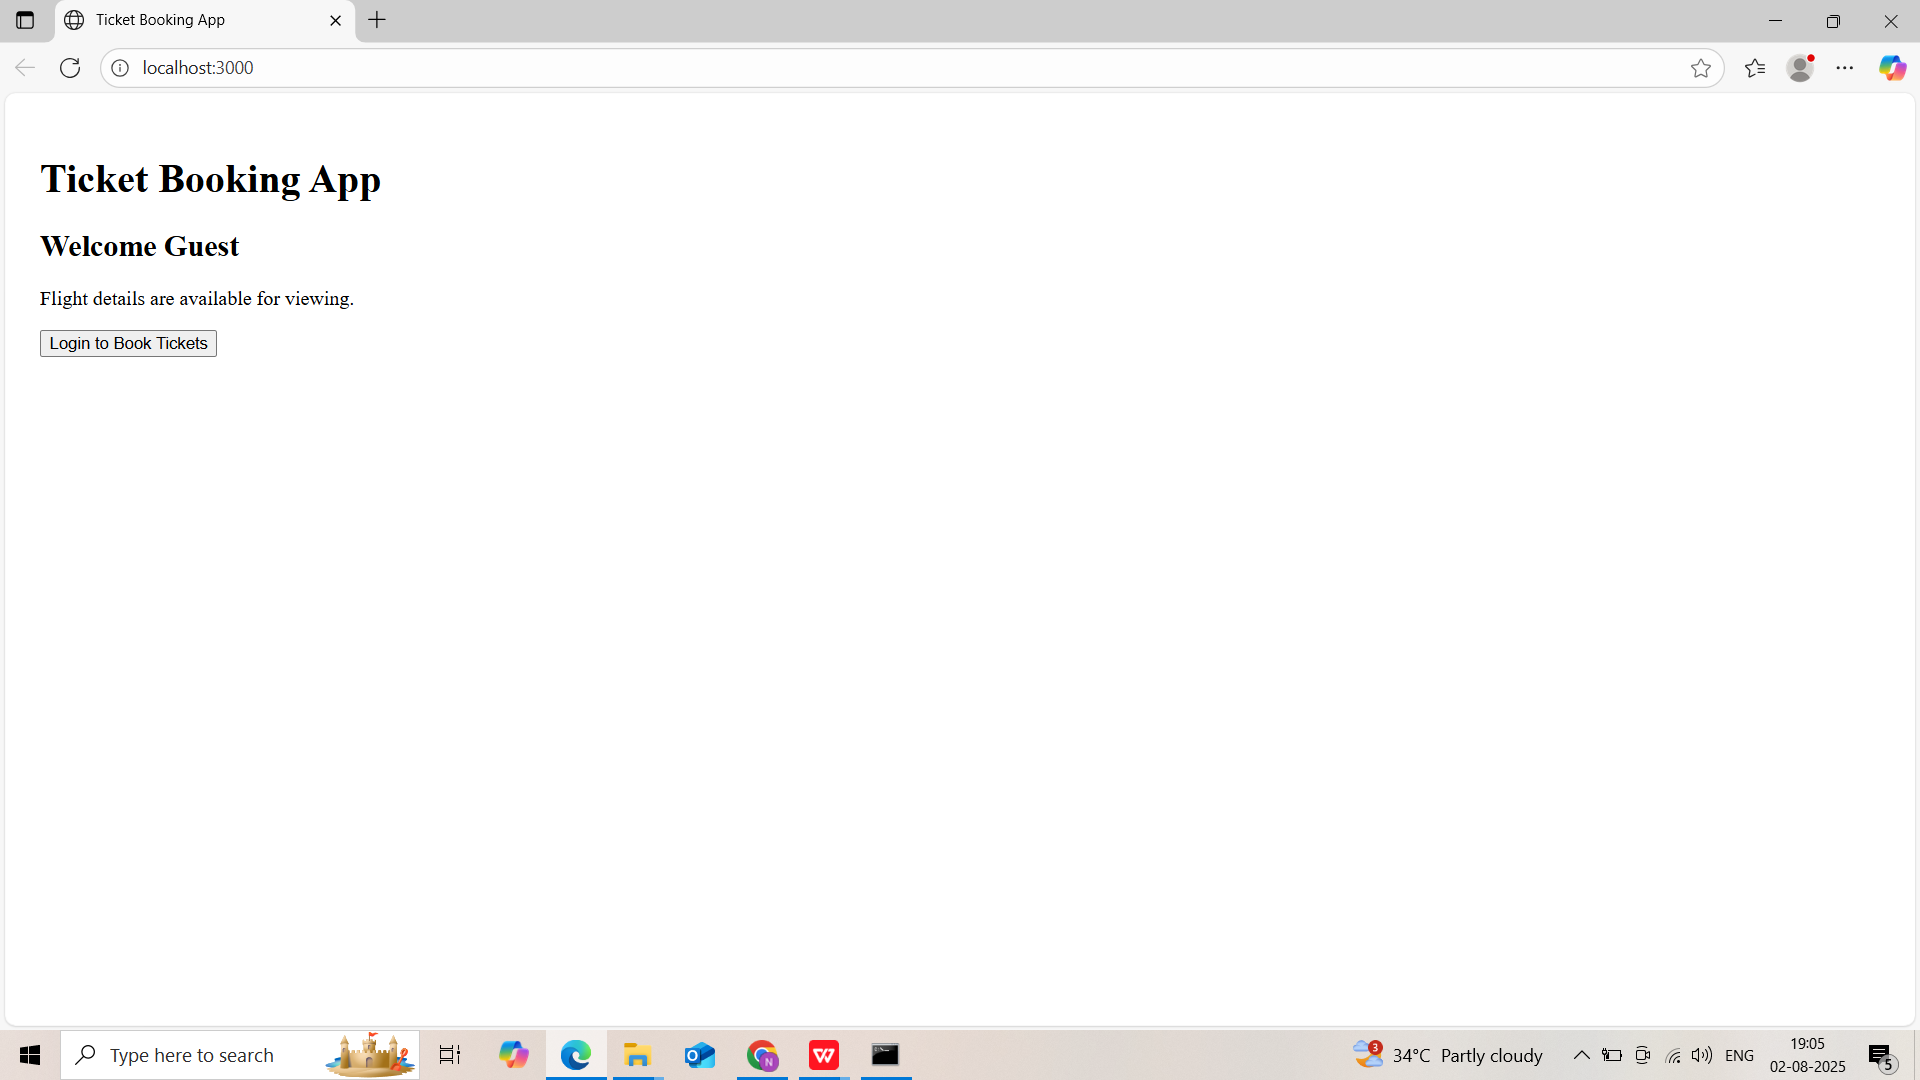 Ticket Booking App
localhost:3000
Ticket Booking App
Welcome Guest
Flight details are available for viewing.
Login to Book Tickets
Type here to search
N
W
3
34°C Partly cloudy
ENG
19:05
02-08-2025
5